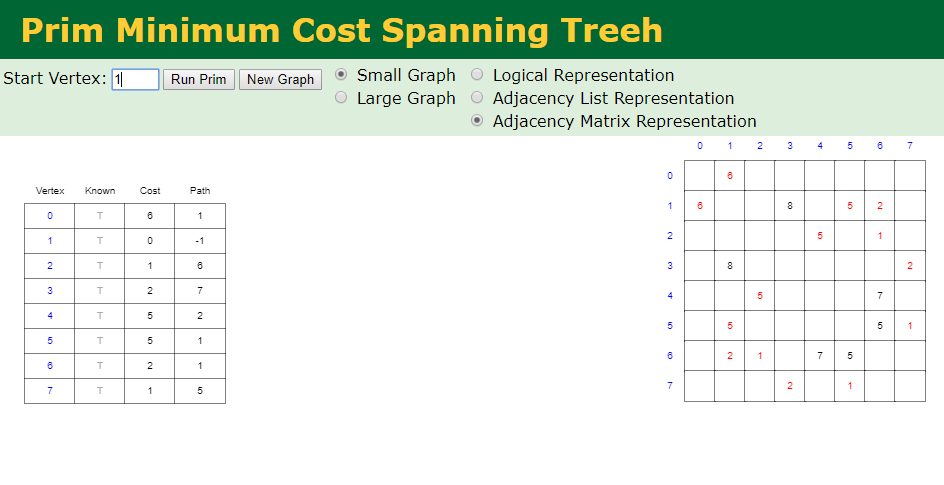 Prim Minimum Cost Spanning Treeh
Start Vertex: 1 Run Prim New Graph Small Graph Logical Representation
Large Graph Adjacency List Representation
Adjacency Matrix Representation
Vertex Known Cost Path
0 T 6 1
1 T 0 -1
2 T 1 6
3 T 2 7
4 T 5 2
5 T 5 1
6 T 2 1
7 T 1 5
0 1 2 3 4 5 6 7
0 6
1 6 8 5 2
2 5 1
3 8 2
4 5 7
5 5 5 1
6 2 1 7 5
7 2 1